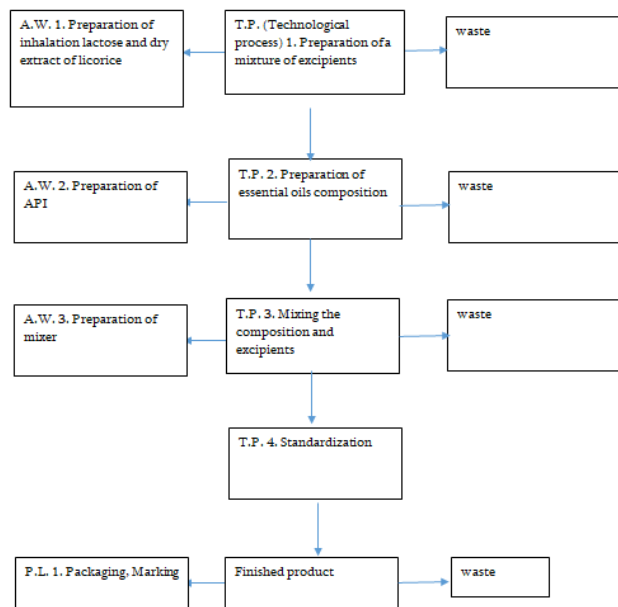 A.W. 1. Preparation of
inhalation lactose and dry
extract of licorice
T.P. (Technological
process) 1. Preparation of a
mixture of excipients
waste
A.W. 2. Preparation of
API
T.P. 2. Preparation of
essential oils composition
waste
A.W. 3. Preparation of
mixer
T.P. 3. Mixing the
composition and
excipients
waste
T.P. 4. Standardization
P.L. 1. Packaging, Marking
Finished product
waste